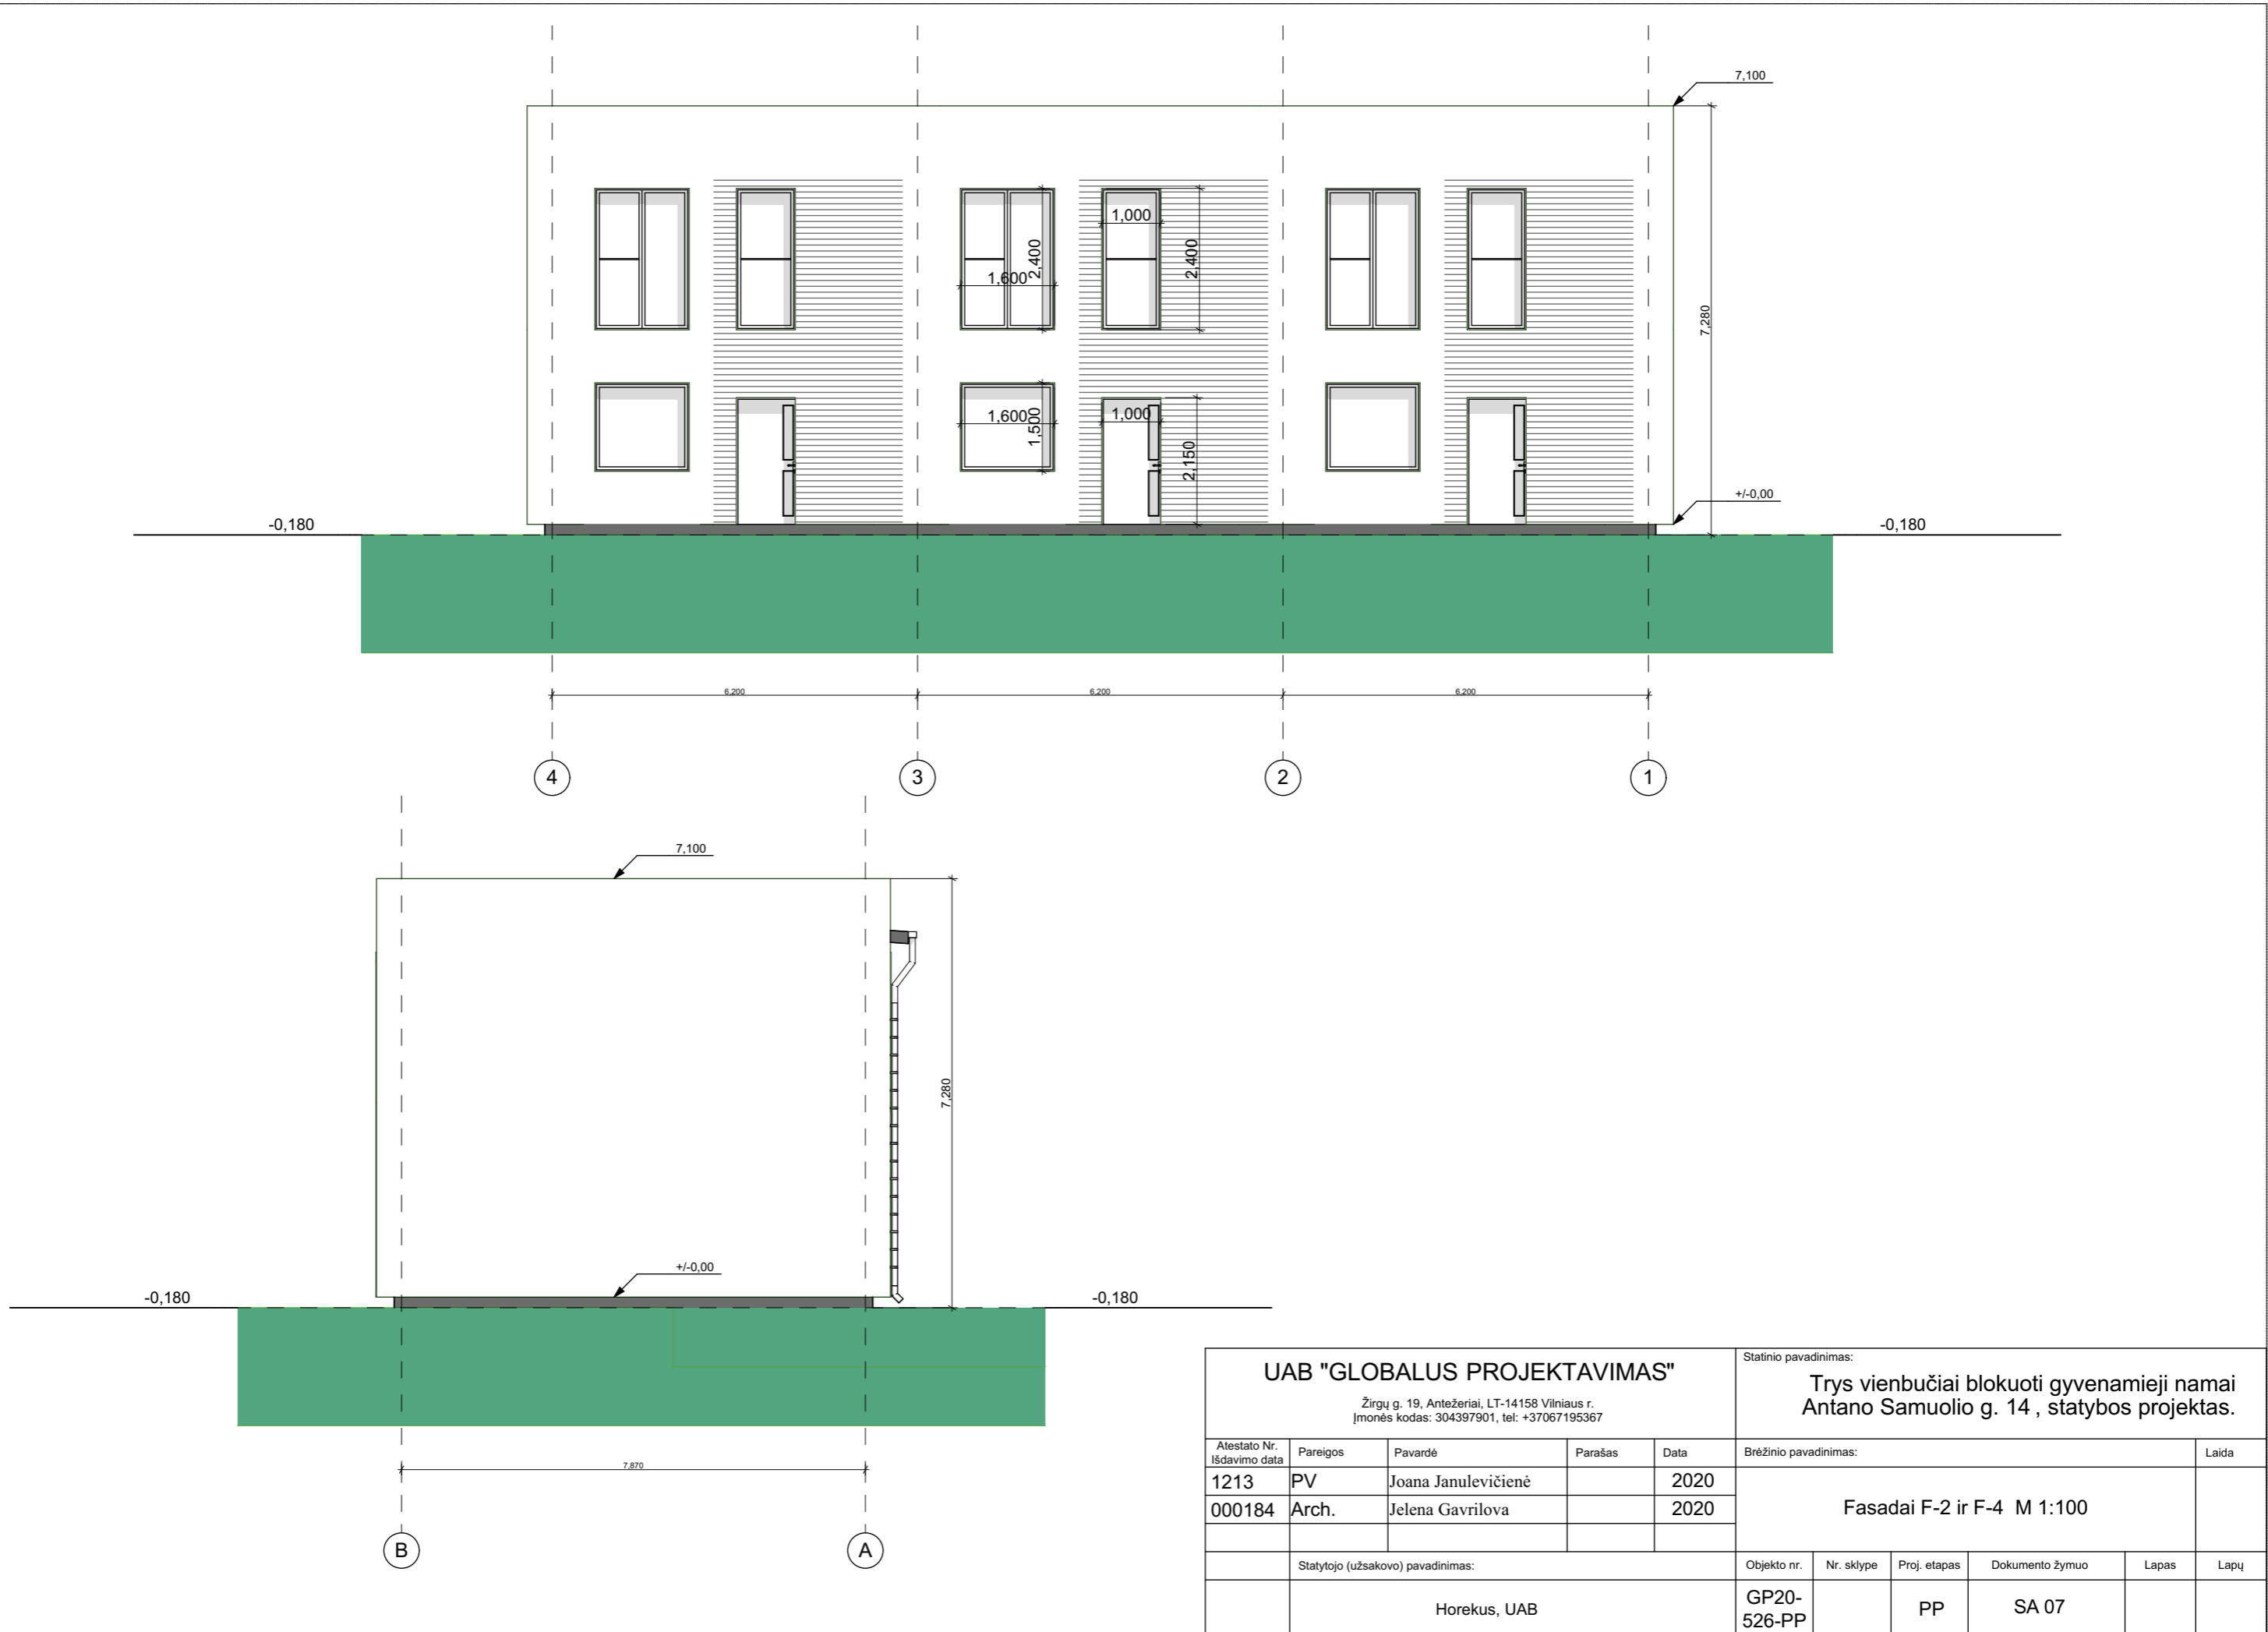 7,100
1,000
2,400
2,400
1,600
7,280
1,600
1,500
1,000
2,150
+/-0,00
-0,180
-0,180
6,200
6,200
6,200
4
3
2
1
7,100
7,280
+/-0,00
-0,180
-0,180
7,870
B
A
UAB "GLOBALUS PROJEKTAVIMAS"
Žirgų g. 19, Antežeriai, LT-14158 Vilniaus r.
Įmonės kodas: 304397901, tel: +37067195367
Statinio pavadinimas:
Trys vienbučiai blokuoti gyvenamieji namai
Antano Samuolio g. 14 , statybos projektas.
Atestato Nr.
Išdavimo data
Pareigos
Pavardė
Parašas
Data
Brėžinio pavadinimas:
Laida
1213
PV
Joana Janulevičienė
2020
000184
Arch.
Jelena Gavrilova
2020
Fasadai F-2 ir F-4 M 1:100
Statytojo (užsakovo) pavadinimas:
Objekto nr.
Nr. sklype
Proj. etapas
Dokumento žymuo
Lapas
Lapų
Horekus, UAB
GP20-
526-PP
PP
SA 07